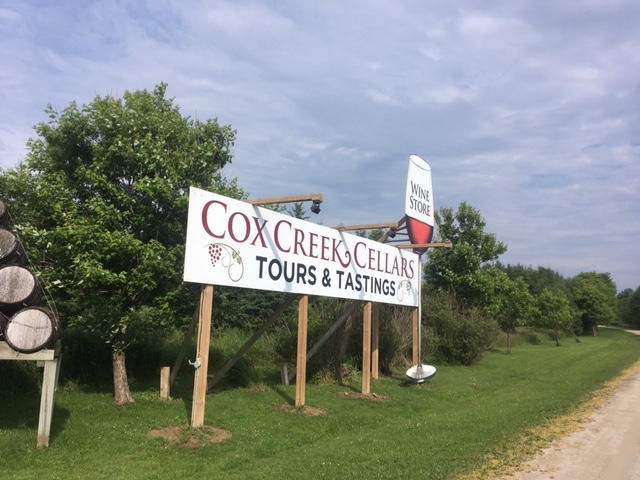 COX CREEK CELLARS
TOURS & TASTINGS
WINE
STORE